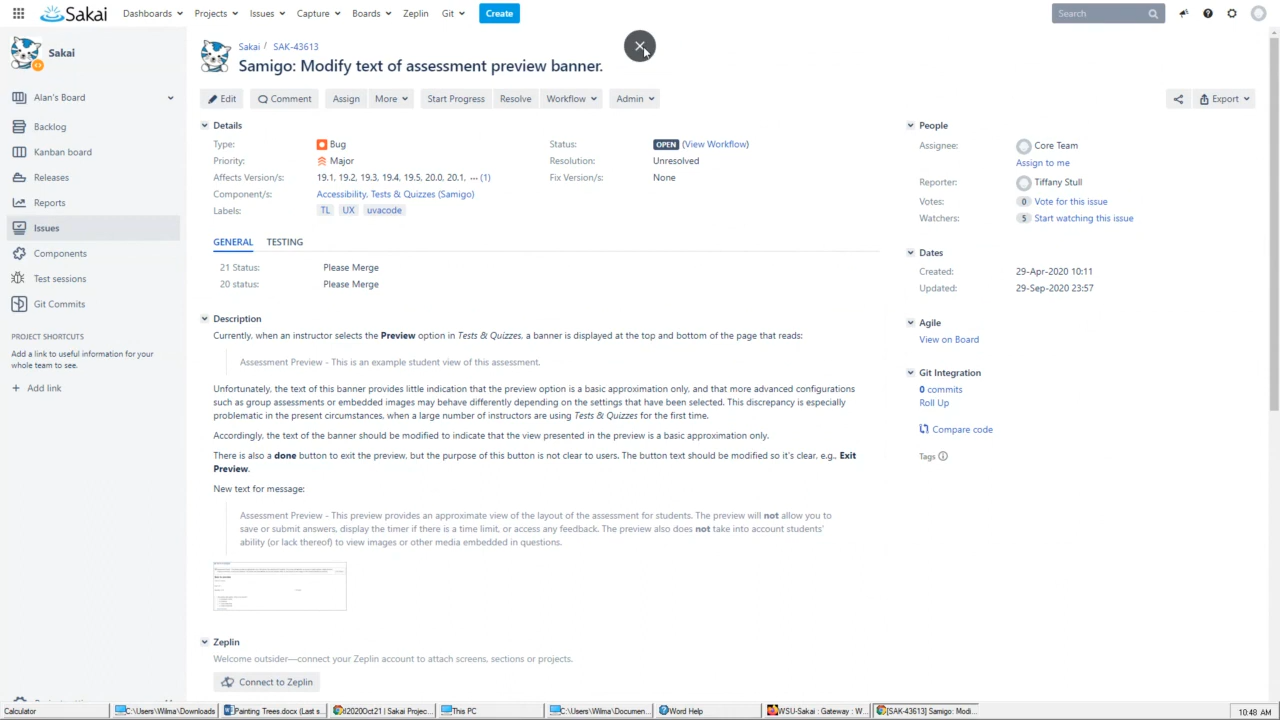 Sakai Dashboards Projects Issues Capture Boards Zeplin Git Create Search
Sakai
Alan's Board
Backlog
Kanban board
Releases
Reports
Issues
Components
Test sessions
Git Commits
PROJECT SHORTCUTS
Add a link to useful information for your
whole team to see.
+ Add link
Sakai / SAK-43613
Samigo: Modify text of assessment preview banner.
Edit Comment Assign More Start Progress Resolve Workflow Admin Export
Details
Type: Bug Status: OPEN (View Workflow)
Priority: Major Resolution: Unresolved
Affects Version/s: 19.1, 19.2, 19.3, 19.4, 19.5, 20.0, 20.1, ... (1) Fix Version/s: None
Component/s: Accessibility, Tests & Quizzes (Samigo)
Labels: TL UX uvacode
GENERAL TESTING
21 Status: Please Merge
20 status: Please Merge
Description
Currently, when an instructor selects the Preview option in Tests & Quizzes, a banner is displayed at the top and bottom of the page that reads:
Assessment Preview - This is an example student view of this assessment.
Unfortunately, the text of this banner provides little indication that the preview option is a basic approximation only, and that more advanced configurations
such as group assessments or embedded images may behave differently depending on the settings that have been selected. This discrepancy is especially
problematic in the present circumstances, when a large number of instructors are using Tests & Quizzes for the first time.
Accordingly, the text of the banner should be modified to indicate that the view presented in the preview is a basic approximation only.
There is also a done button to exit the preview, but the purpose of this button is not clear to users. The button text should be modified so it's clear, e.g., Exit
Preview.
New text for message:
Assessment Preview - This preview provides an approximate view of the layout of the assessment for students. The preview will not allow you to
save or submit answers, display the timer if there is a time limit, or access any feedback. The preview also does not take into account students'
ability (or lack thereof) to view images or other media embedded in questions.
Zeplin
Welcome outsider—connect your Zeplin account to attach screens, sections or projects.
Connect to Zeplin
People
Assignee: Core Team
Assign to me
Reporter: Tiffany Stull
Votes: 0 Vote for this issue
Watchers: 5 Start watching this issue
Dates
Created: 29-Apr-2020 10:11
Updated: 29-Sep-2020 23:57
Agile
View on Board
Git Integration
0 commits
Roll Up
Compare code
Tags
Calculator C:\Users\Wilma\Downloads Painting Trees.docx (Last s... t20200ct21 | Sakai Projec... This PC C:\Users\Wilma\Documen... Word Help WSU-Sakai : Gateway : W... [SAK-43613] Samigo: Modi... 10:48 AM